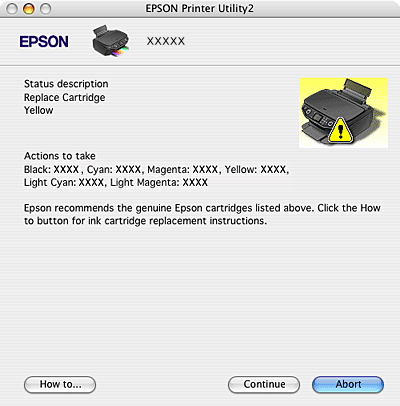 EPSON Printer Utility2
EPSON XXXXX
Status description
Replace Cartridge
Yellow
Actions to take
Black: XXXX, Cyan: XXXX, Magenta: XXXX, Yellow: XXXX,
Light Cyan: XXXX, Light Magenta: XXXX
Epson recommends the genuine Epson cartridges listed above. Click the How
to button for ink cartridge replacement instructions.
How to... Continue Abort